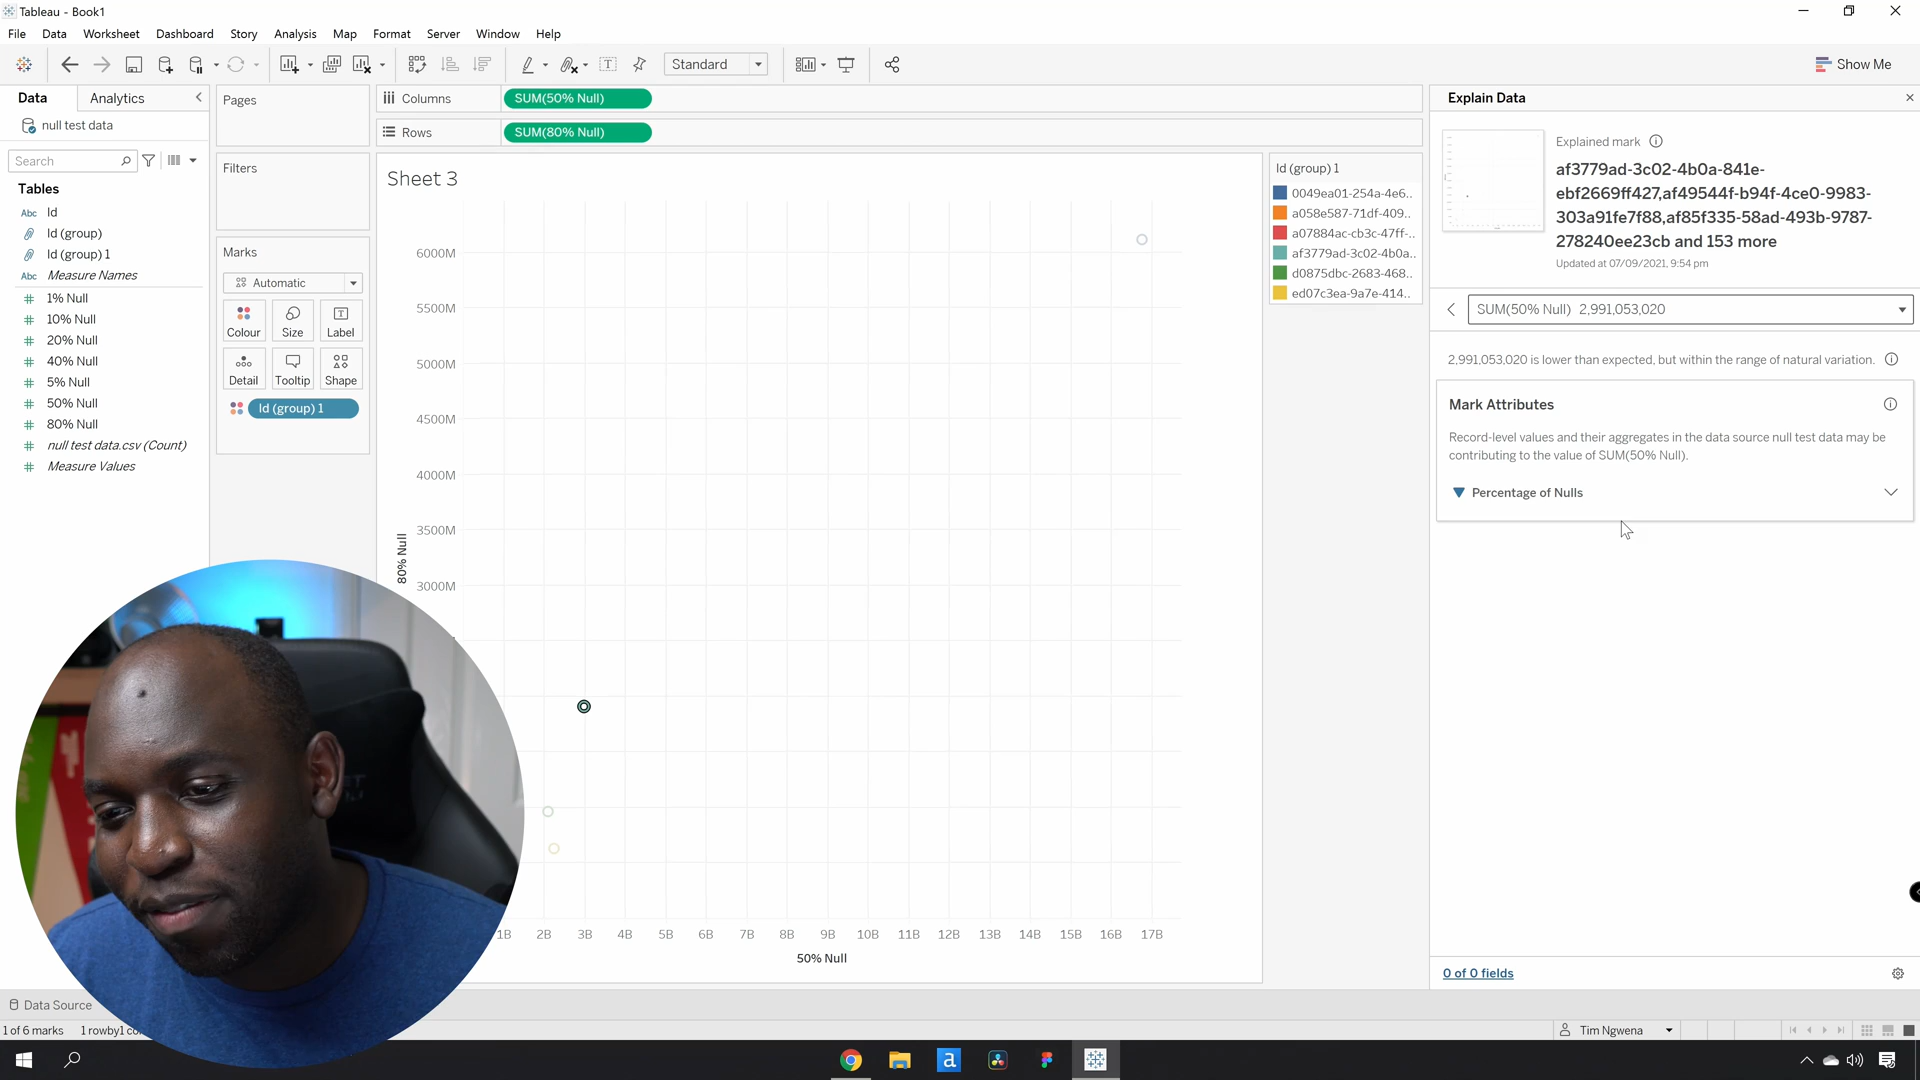 Tableau - Book1
File Data Worksheet Dashboard Story Analysis Map Format Server Window Help
Standard
Show Me
Data Analytics
null test data
Search
Tables
Abc Id
Id (group)
Id (group) 1
Abc Measure Names
1% Null
10% Null
20% Null
40% Null
5% Null
50% Null
80% Null
null test data.csv (Count)
Measure Values
Pages
Filters
Marks
Automatic
Colour Size Label
Detail Tooltip Shape
Id (group) 1
Columns SUM(50% Null)
Rows SUM(80% Null)
Sheet 3
6000M
5500M
5000M
4500M
4000M
3500M
3000M
80% Null
1B 2B 3B 4B 5B 6B 7B 8B 9B 10B 11B 12B 13B 14B 15B 16B 17B
50% Null
Id (group) 1
0049ea01-254a-4e6..
a058e587-71df-409..
a07884ac-cb3c-47ff-..
af3779ad-3c02-4b0a..
d0875dbc-2683-468..
ed07c3ea-9a7e-414..
Explain Data
Explained mark
af3779ad-3c02-4b0a-841e-
ebf2669ff427,af49544f-b94f-4ce0-9983-
303a91fe7f88,af85f335-58ad-493b-9787-
278240ee23cb and 153 more
Updated at 07/09/2021, 9:54 pm
SUM(50% Null) 2,991,053,020
2,991,053,020 is lower than expected, but within the range of natural variation.
Mark Attributes
Record-level values and their aggregates in the data source null test data may be
contributing to the value of SUM(50% Null).
Percentage of Nulls
0 of 0 fields
Data Source
1 of 6 marks 1 row by 1
Tim Ngwena